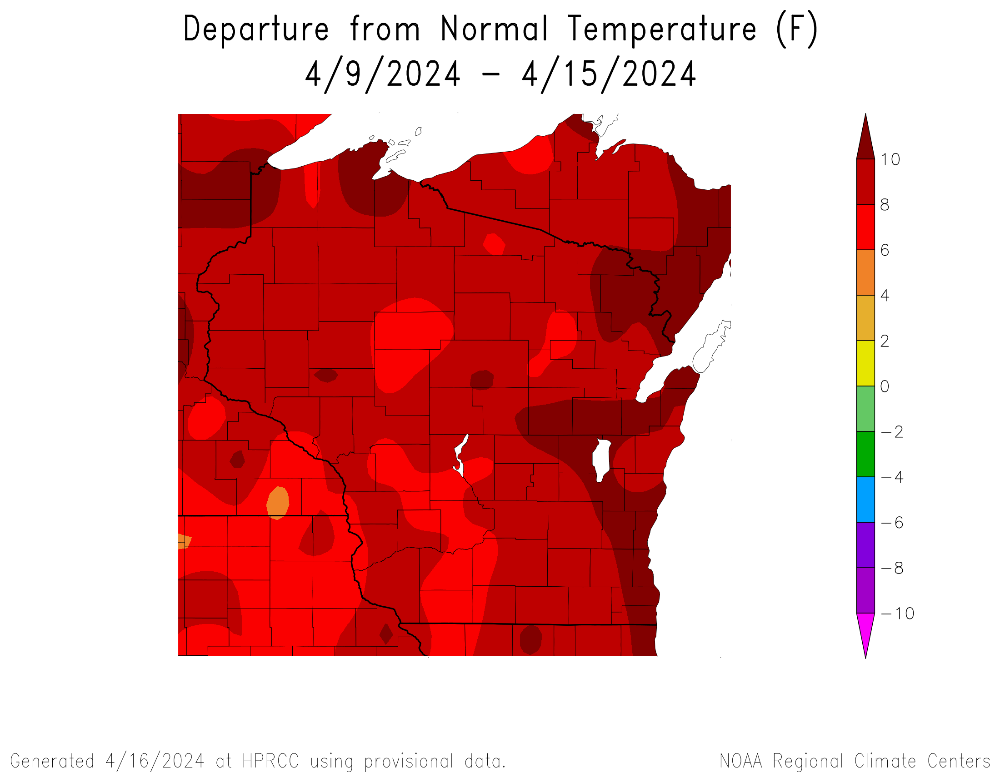 Departure from Normal Temperature (F)
4/9/2024 – 4/15/2024
10
8
6
4
2
0
–2
–4
–6
–8
–10
Generated 4/16/2024 at HPRCC using provisional data.
NOAA Regional Climate Centers